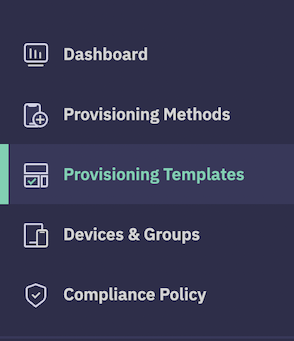 Dashboard
Provisioning Methods
Provisioning Templates
Devices & Groups
Compliance Policy